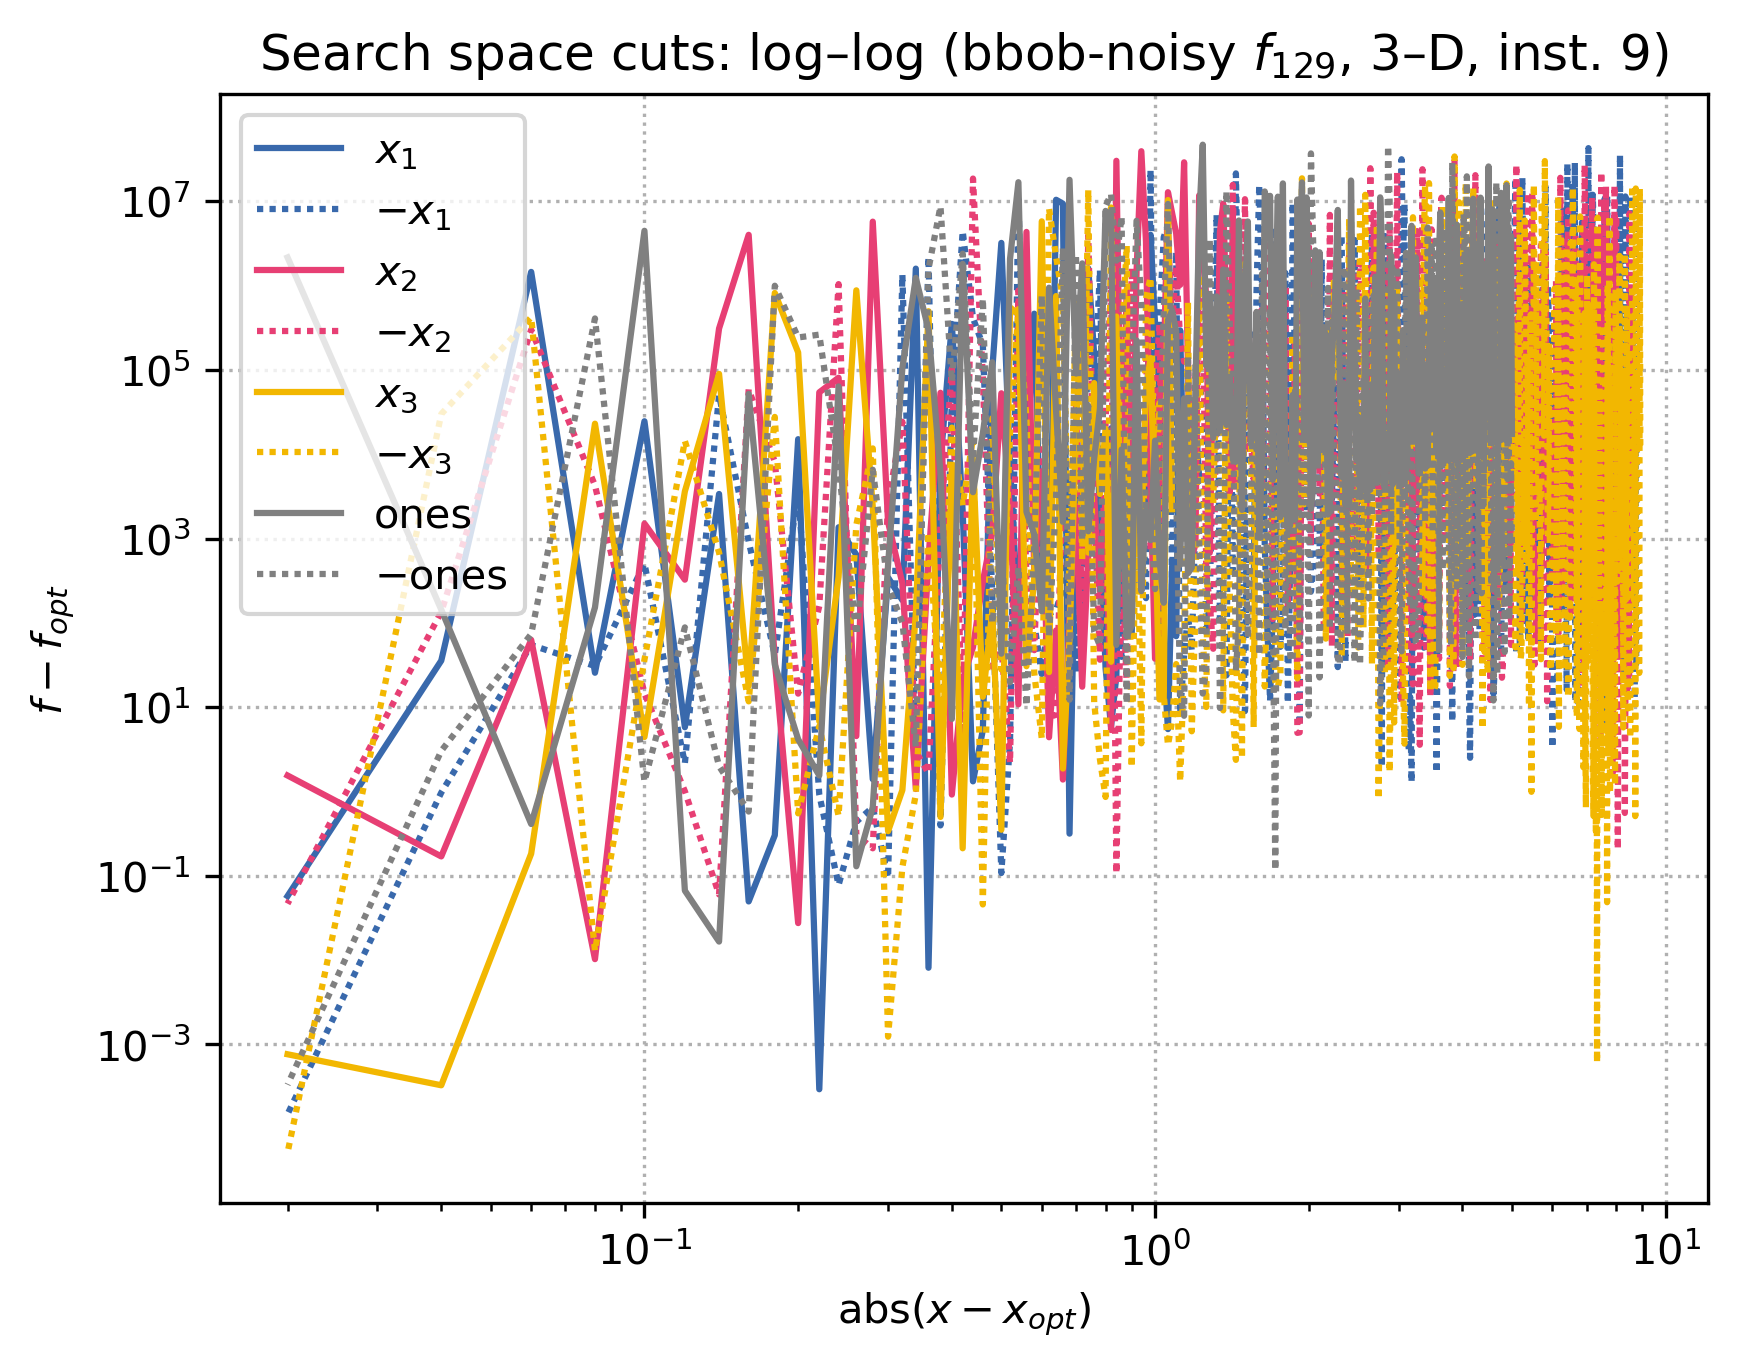 Search space cuts: log–log (bbob-noisy $f_{129}$, 3–D, inst. 9)
$x_1$
$-x_1$
$x_2$
$-x_2$
$x_3$
$-x_3$
ones
−ones
$10^7$
$10^5$
$10^3$
$10^1$
$10^{-1}$
$10^{-3}$
$f - f_{opt}$
$10^{-1}$ $10^0$ $10^1$
abs($x - x_{opt}$)